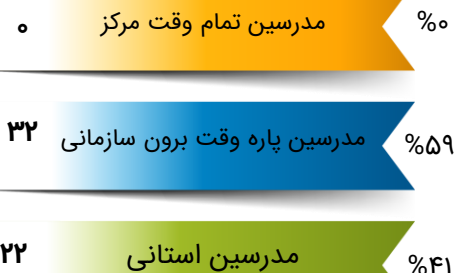 %۰ مدرسین تمام وقت مرکز ۰
%۵۹ مدرسین پاره وقت برون سازمانی ۳۲
%۴۱ مدرسین استانی ۲۲